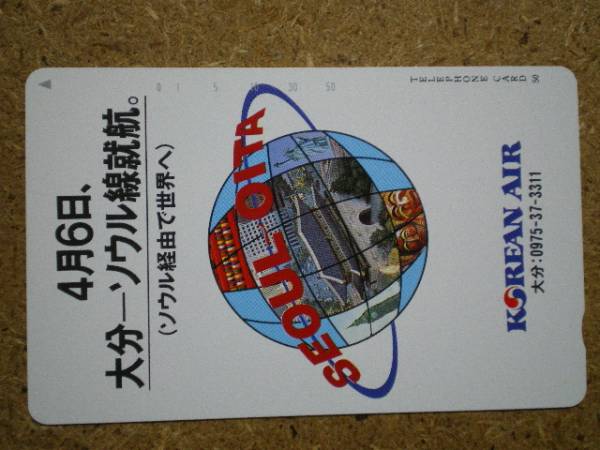 4月6日、
大分―ソウル線就航。
(ソウル経由で世界へ)
0 1 5 10 30 50
SEOUL OITA
KOREAN AIR
大分:0975-37-3311
TELEPHONE CARD 50